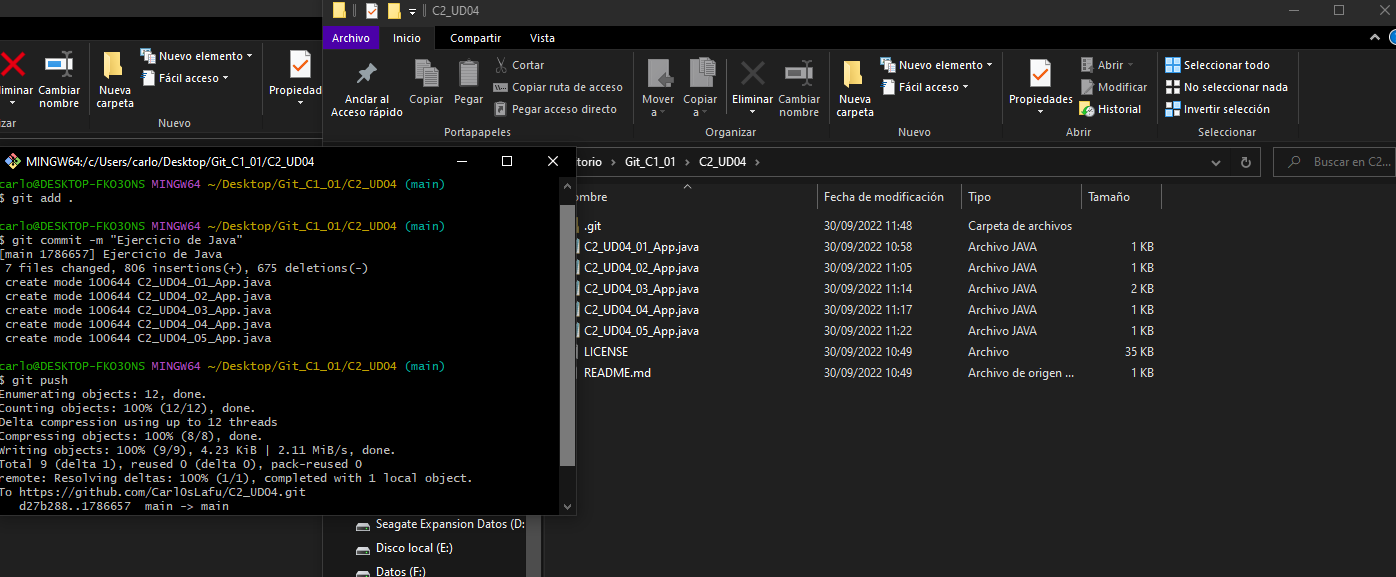 C2_UD04
Archivo Inicio Compartir Vista
Nuevo elemento
Fácil acceso
Cambiar nombre
Nueva carpeta
Nuevo
Anclar al Acceso rápido
Copiar
Pegar
Cortar
Copiar ruta de acceso
Pegar acceso directo
Portapapeles
Mover a
Copiar a
Eliminar
Cambiar nombre
Organizar
Nueva carpeta
Nuevo elemento
Fácil acceso
Nuevo
Propiedades
Abrir
Modificar
Historial
Abrir
Seleccionar todo
No seleccionar nada
Invertir selección
Seleccionar
Git_C1_01 > C2_UD04 >
Buscar en C2...
Fecha de modificación Tipo Tamaño
.git 30/09/2022 11:48 Carpeta de archivos
C2_UD04_01_App.java 30/09/2022 10:58 Archivo JAVA 1 KB
C2_UD04_02_App.java 30/09/2022 11:05 Archivo JAVA 1 KB
C2_UD04_03_App.java 30/09/2022 11:14 Archivo JAVA 2 KB
C2_UD04_04_App.java 30/09/2022 11:17 Archivo JAVA 1 KB
C2_UD04_05_App.java 30/09/2022 11:22 Archivo JAVA 1 KB
LICENSE 30/09/2022 10:49 Archivo 35 KB
README.md 30/09/2022 10:49 Archivo de origen ... 1 KB
MINGW64:/c/Users/carlo/Desktop/Git_C1_01/C2_UD04
carlo@DESKTOP-FKO3ONS MINGW64 ~/Desktop/Git_C1_01/C2_UD04 (main)
$ git add .
carlo@DESKTOP-FKO3ONS MINGW64 ~/Desktop/Git_C1_01/C2_UD04 (main)
$ git commit -m "Ejercicio de Java"
[main 1786657] Ejercicio de Java
7 files changed, 806 insertions(+), 675 deletions(-)
create mode 100644 C2_UD04_01_App.java
create mode 100644 C2_UD04_02_App.java
create mode 100644 C2_UD04_03_App.java
create mode 100644 C2_UD04_04_App.java
create mode 100644 C2_UD04_05_App.java
carlo@DESKTOP-FKO3ONS MINGW64 ~/Desktop/Git_C1_01/C2_UD04 (main)
$ git push
Enumerating objects: 12, done.
Counting objects: 100% (12/12), done.
Delta compression using up to 12 threads
Compressing objects: 100% (8/8), done.
Writing objects: 100% (9/9), 4.23 KiB | 2.11 MiB/s, done.
Total 9 (delta 1), reused 0 (delta 0), pack-reused 0
remote: Resolving deltas: 100% (1/1), completed with 1 local object.
To https://github.com/CarlOsLafu/C2_UD04.git
d27b288..1786657 main -> main
Seagate Expansion Datos (D:
Disco local (E:)
Datos (F:)